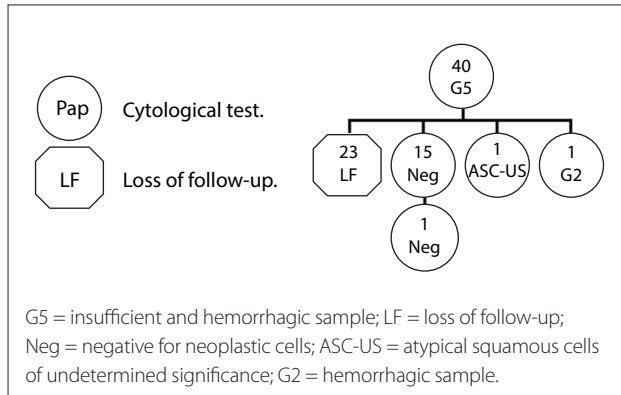 Pap
Cytological test.
LF
Loss of follow-up.
40
G5
23
LF
15
Neg
1
ASC-US
1
G2
1
Neg
G5 = insufficient and hemorrhagic sample; LF = loss of follow-up;
Neg = negative for neoplastic cells; ASC-US = atypical squamous cells
of undetermined significance; G2 = hemorrhagic sample.